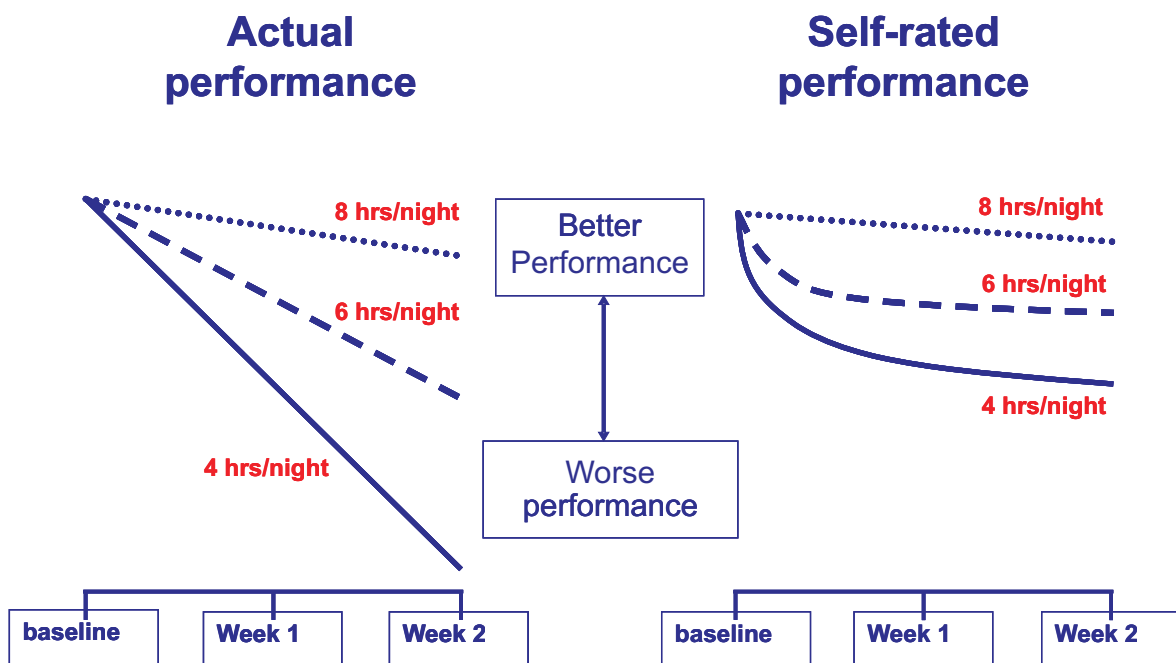 Actual
performance
Self-rated
performance
8 hrs/night
6 hrs/night
4 hrs/night
Better
Performance
Worse
performance
8 hrs/night
6 hrs/night
4 hrs/night
baseline
Week 1
Week 2
baseline
Week 1
Week 2